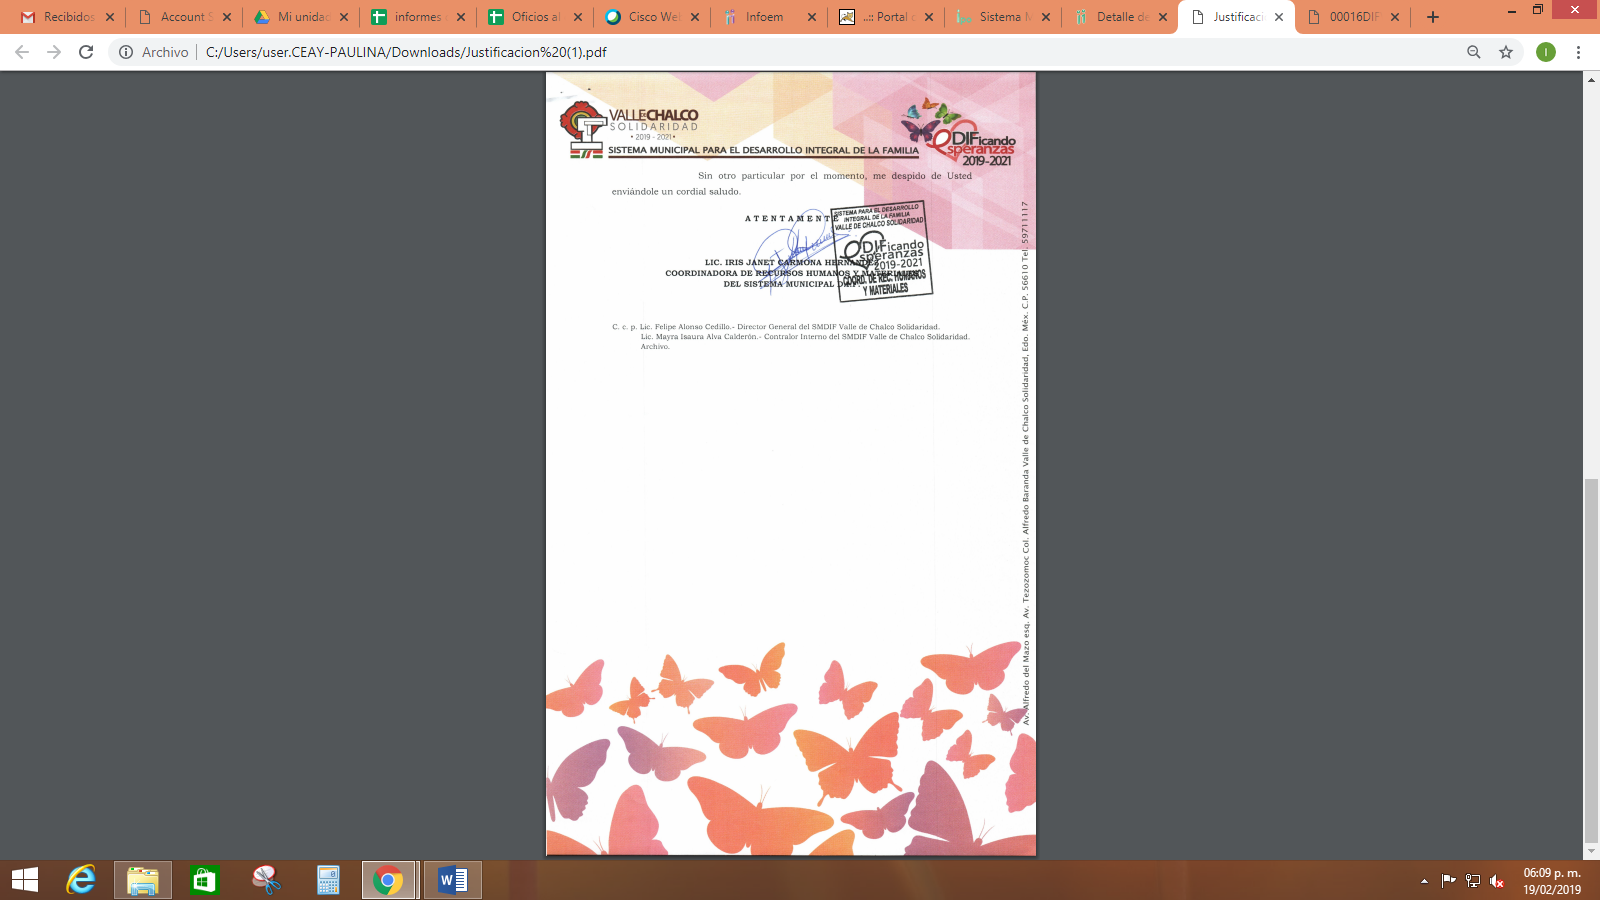 Recibidos
Account S
Mi unidad
informes
Oficios al
Cisco We
Infoem
..:: Portal
Sistema M
Detalle de
Justificaci
00016DIF
Archivo
C:/Users/user.CEAY-PAULINA/Downloads/Justificacion%20(1).pdf
I
VALLE DE CHALCO
SOLIDARIDAD
• 2019 - 2021 •
SISTEMA MUNICIPAL PARA EL DESARROLLO INTEGRAL DE LA FAMILIA
DIFicando
esperanzas
2019-2021
Sin otro particular por el momento, me despido de Usted
enviándole un cordial saludo.
A T E N T A M E N T E
SISTEMA PARA EL DESARROLLO
INTEGRAL DE LA FAMILIA
VALLE DE CHALCO SOLIDARIDAD
DIFicando
esperanzas
2019-2021
COORD. DE REC. HUMANOS
Y MATERIALES
LIC. IRIS JANET CARMONA HERNÁNDEZ
COORDINADORA DE RECURSOS HUMANOS Y MATERIALES
DEL SISTEMA MUNICIPAL D.I.F.
C. c. p. Lic. Felipe Alonso Cedillo.- Director General del SMDIF Valle de Chalco Solidaridad.
Lic. Mayra Isaura Alva Calderón.- Contralor Interno del SMDIF Valle de Chalco Solidaridad.
Archivo.
Av. Alfredo del Mazo esq. Av. Tezozomoc Col. Alfredo Baranda Valle de Chalco Solidaridad, Edo. Méx. C.P. 56610 Tel. 59711117
06:09 p. m.
19/02/2019